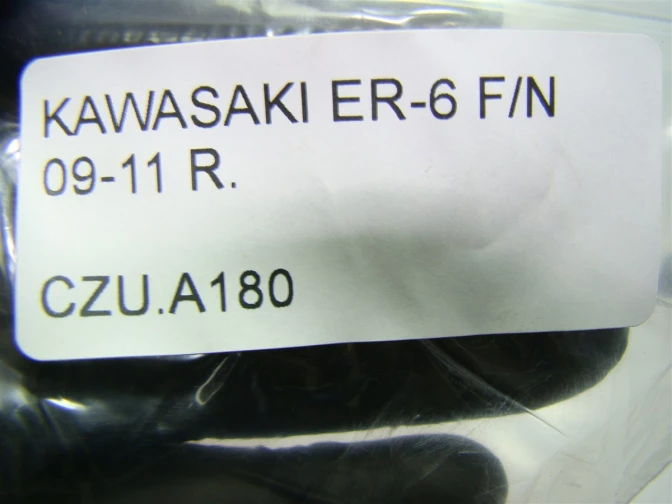 KAWASAKI ER-6 F/N
09-11 R.
CZU.A180